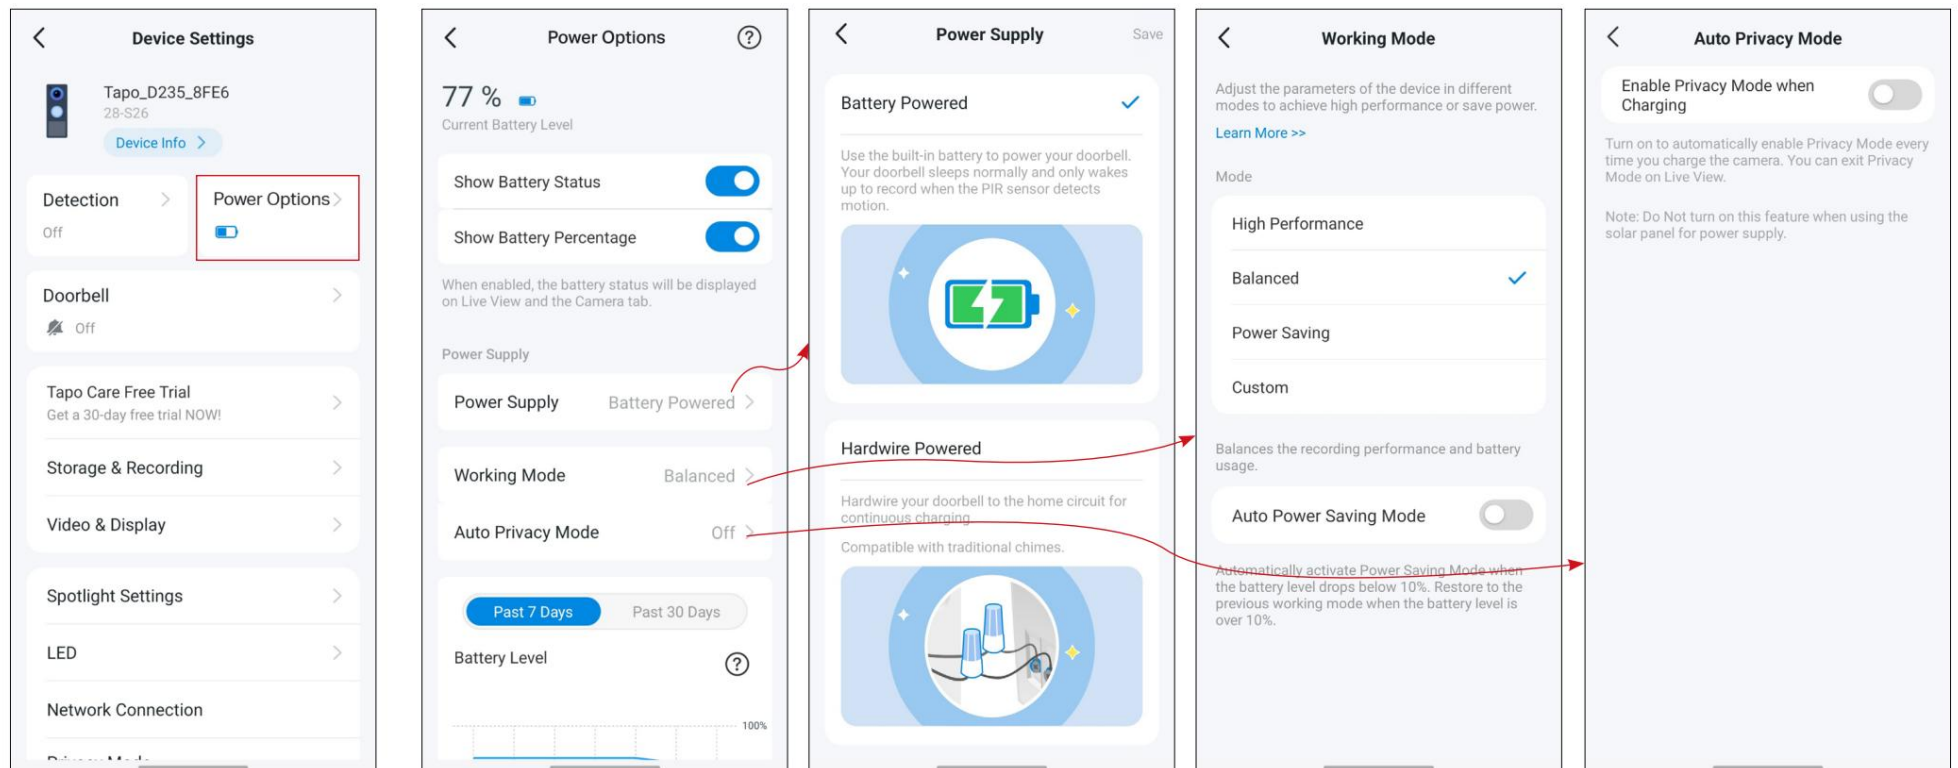 Device Settings
Tapo_D235_8FE6
28-S26
Device Info
Detection
Off
Power Options
Doorbell
Off
Tapo Care Free Trial
Get a 30-day free trial NOW!
Storage & Recording
Video & Display
Spotlight Settings
LED
Network Connection
Privacy Mode
Power Options
?
77 %
Current Battery Level
Show Battery Status
Show Battery Percentage
When enabled, the battery status will be displayed
on Live View and the Camera tab.
Power Supply
Power Supply Battery Powered
Working Mode Balanced
Auto Privacy Mode Off
Past 7 Days Past 30 Days
Battery Level
?
100%
Power Supply
Save
Battery Powered
Use the built-in battery to power your doorbell.
Your doorbell sleeps normally and only wakes
up to record when the PIR sensor detects
motion.
Hardwire Powered
Hardwire your doorbell to the home circuit for
continuous charging
Compatible with traditional chimes.
Working Mode
Adjust the parameters of the device in different
modes to achieve high performance or save power.
Learn More >>
Mode
High Performance
Balanced
Power Saving
Custom
Balances the recording performance and battery
usage.
Auto Power Saving Mode
Automatically activate Power Saving Mode when
the battery level drops below 10%. Restore to the
previous working mode when the battery level is
over 10%.
Auto Privacy Mode
Enable Privacy Mode when
Charging
Turn on to automatically enable Privacy Mode every
time you charge the camera. You can exit Privacy
Mode on Live View.
Note: Do Not turn on this feature when using the
solar panel for power supply.